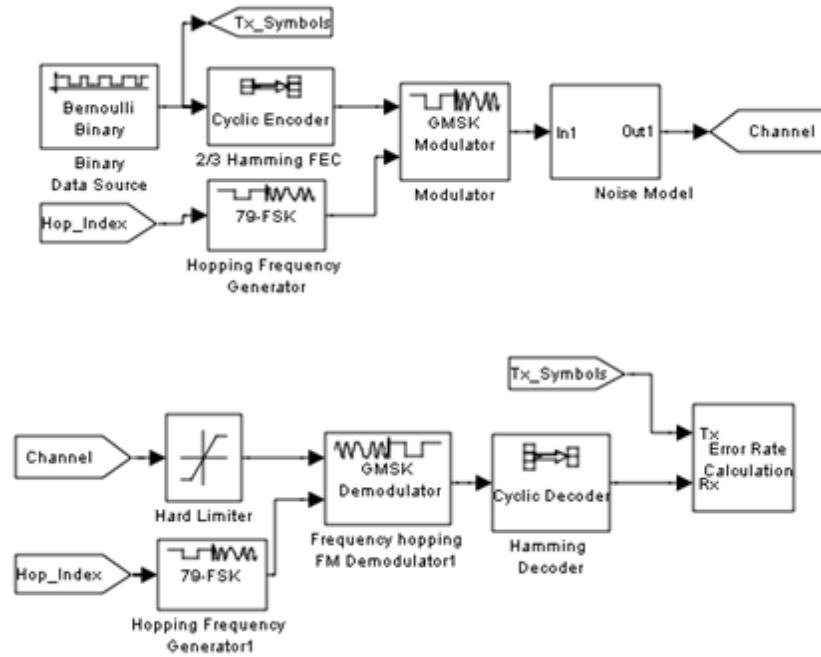 Tx_Symbols
Bernoulli
Binary
Binary
Data Source
Cyclic Encoder
2/3 Hamming FEC
GMSK
Modulator
Modulator
In1
Out1
Noise Model
Channel
Hop_Index
79-FSK
Hopping Frequency
Generator
Tx_Symbols
Channel
Hard Limiter
GMSK
Demodulator
Frequency hopping
FM Demodulator1
Cyclic Decoder
Hamming
Decoder
Tx
Error Rate
Calculation
Rx
Hop_Index
79-FSK
Hopping Frequency
Generator1